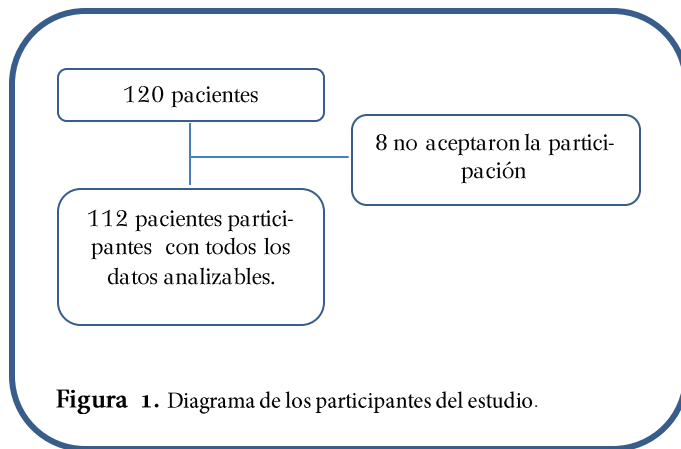 120 pacientes
8 no aceptaron la partici-
pación
112 pacientes partici-
pantes con todos los
datos analizables.
Figura 1. Diagrama de los participantes del estudio.